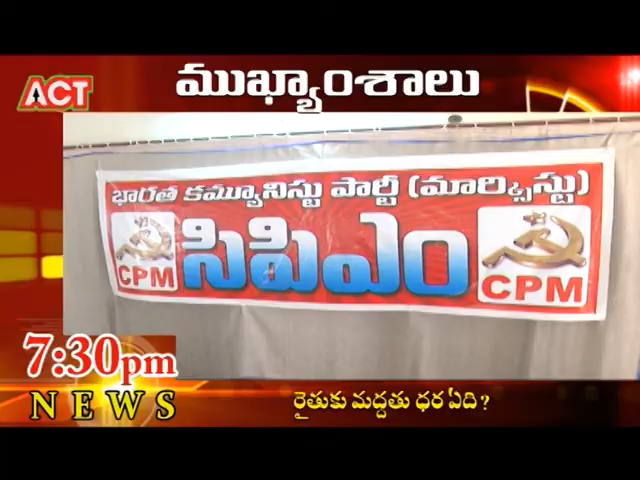 ACT
ముఖ్యాంశాలు
భారత కమ్యూనిస్టు పార్టీ (మార్క్సిస్టు)
సిపిఎం
CPM
CPM
7:30pm
NEWS
రైతుకు మద్దతు ధర ఏది?